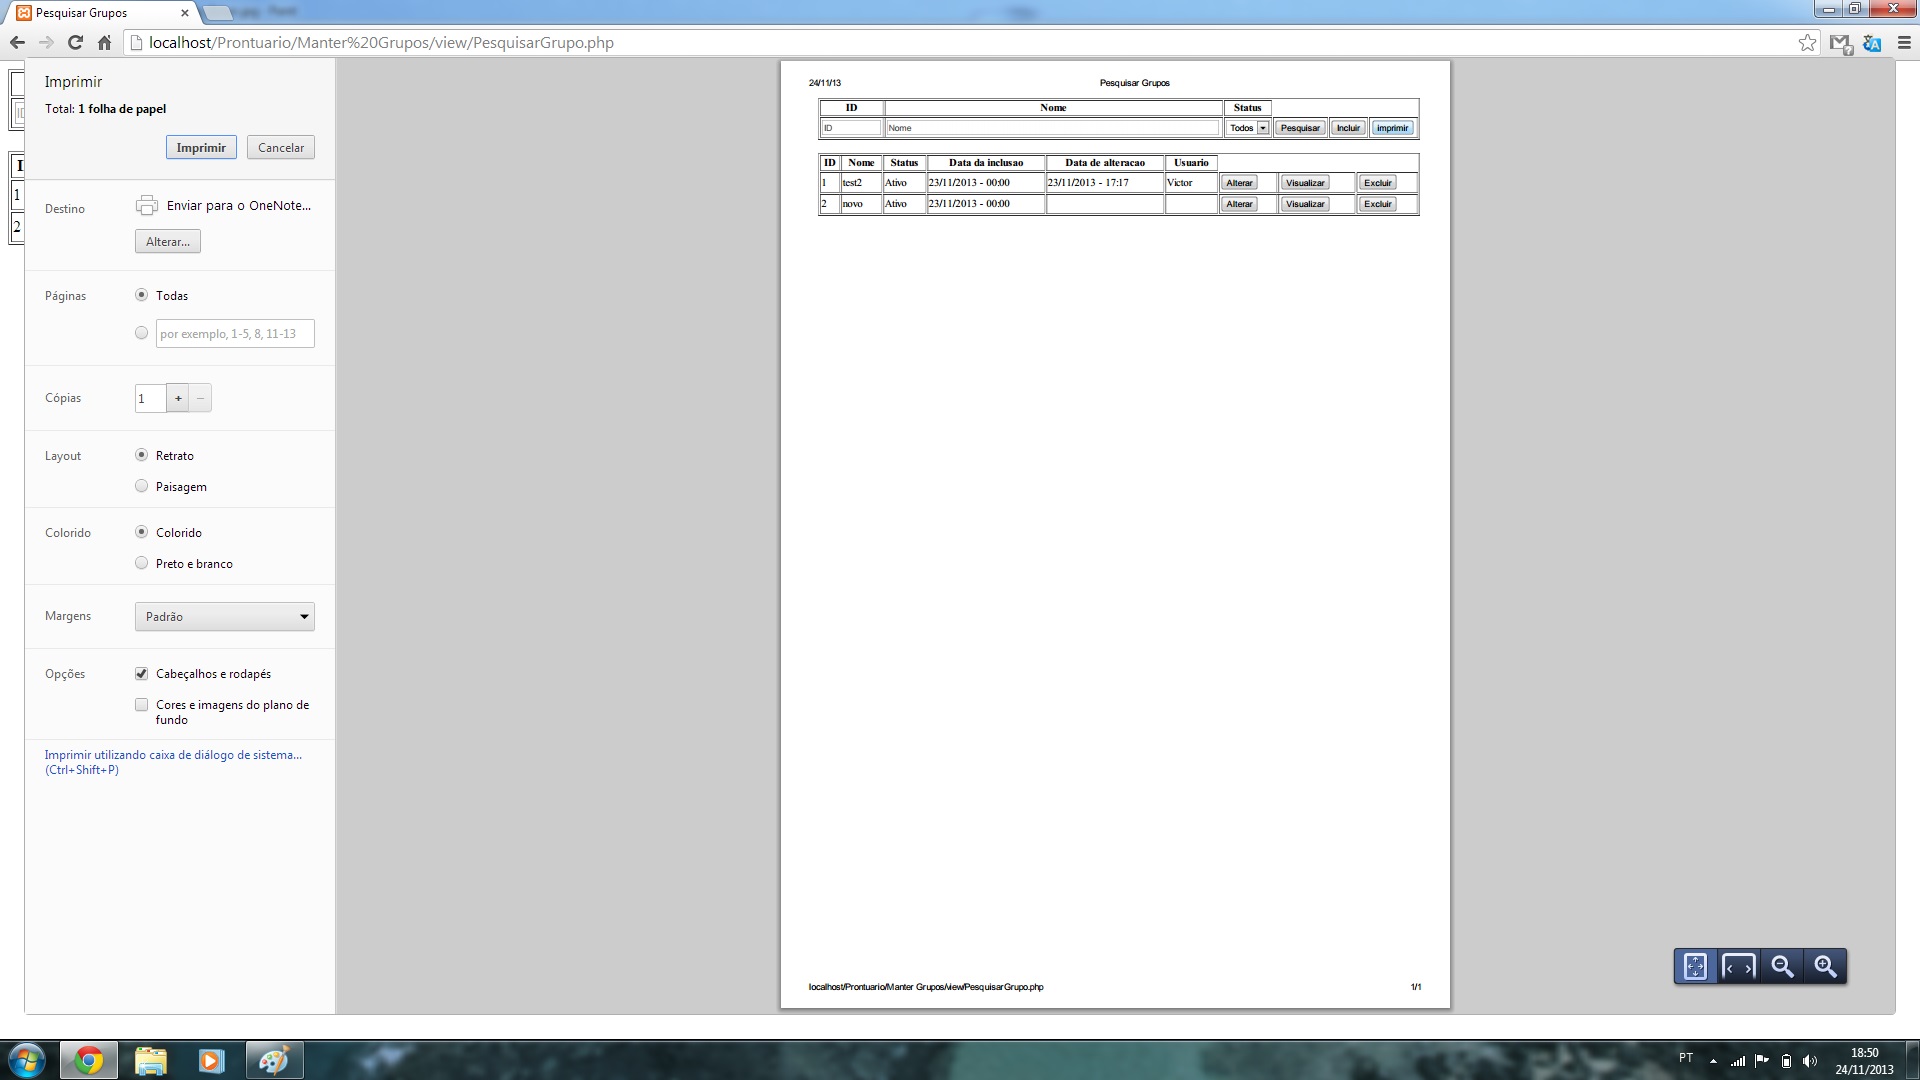 Pesquisar Grupos
localhost/Prontuario/Manter%20Grupos/view/PesquisarGrupo.php
Imprimir
Total: 1 folha de papel
Imprimir Cancelar
Destino Enviar para o OneNote...
Alterar...
Páginas Todas
por exemplo, 1-5, 8, 11-13
Cópias 1 + −
Layout Retrato
Paisagem
Colorido Colorido
Preto e branco
Margens Padrão
Opções Cabeçalhos e rodapés
Cores e imagens do plano de
fundo
Imprimir utilizando caixa de diálogo de sistema...
(Ctrl+Shift+P)
1
2
24/11/13 Pesquisar Grupos
ID Nome Status
ID Nome Todos Pesquisar Incluir imprimir
ID Nome Status Data da inclusao Data de alteracao Usuario
1 test2 Ativo 23/11/2013 - 00:00 23/11/2013 - 17:17 Victor Alterar Visualizar Excluir
2 novo Ativo 23/11/2013 - 00:00 Alterar Visualizar Excluir
localhost/Prontuario/Manter Grupos/view/PesquisarGrupo.php 1/1
PT 18:50
24/11/2013